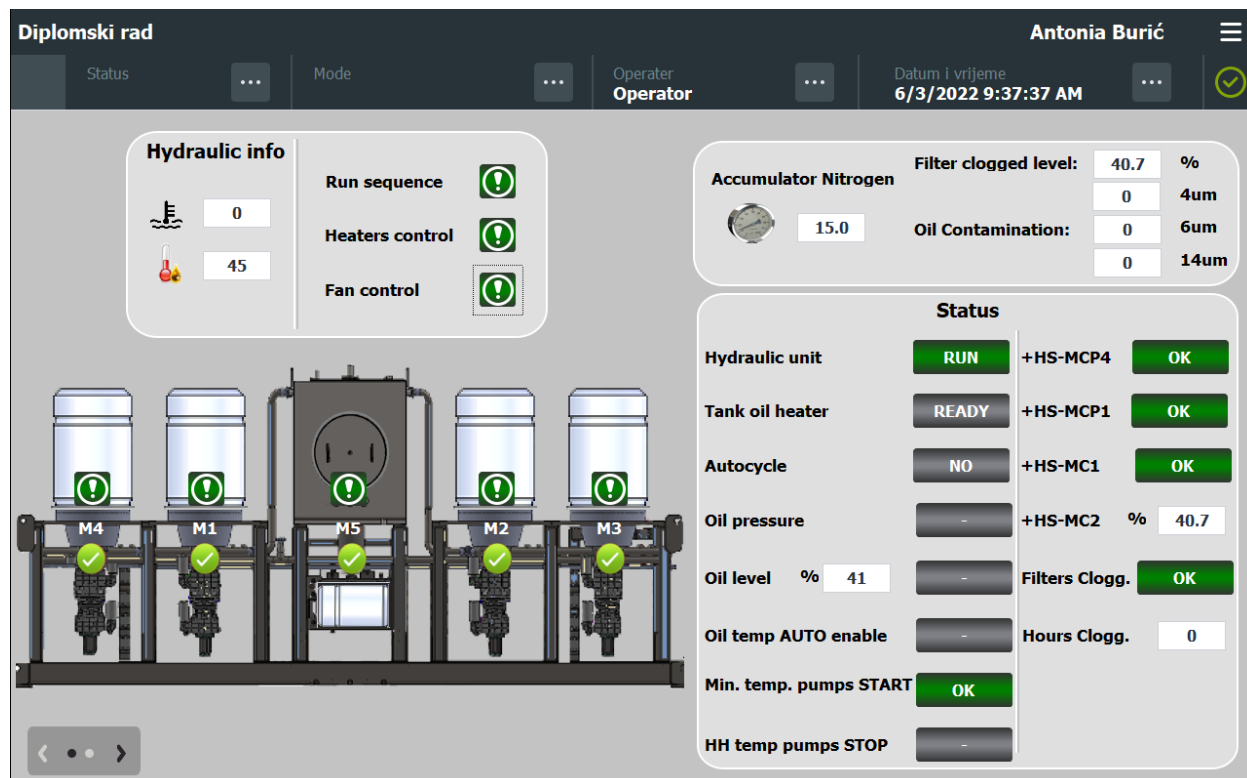 Diplomski rad
Antonia Burić
Status
...
Mode
...
Operater
Operator
...
Datum i vrijeme
6/3/2022 9:37:37 AM
...
Hydraulic info
0
45
Run sequence
Heaters control
Fan control
Accumulator Nitrogen
15.0
Filter clogged level: 40.7 %
0 4um
Oil Contamination: 0 6um
0 14um
M4
M1
M5
M2
M3
Status
Hydraulic unit RUN
Tank oil heater READY
Autocycle NO
Oil pressure -
Oil level % 41 -
Oil temp AUTO enable -
Min. temp. pumps START OK
HH temp pumps STOP -
+HS-MCP4 OK
+HS-MCP1 OK
+HS-MC1 OK
+HS-MC2 % 40.7
Filters Clogg. OK
Hours Clogg. 0